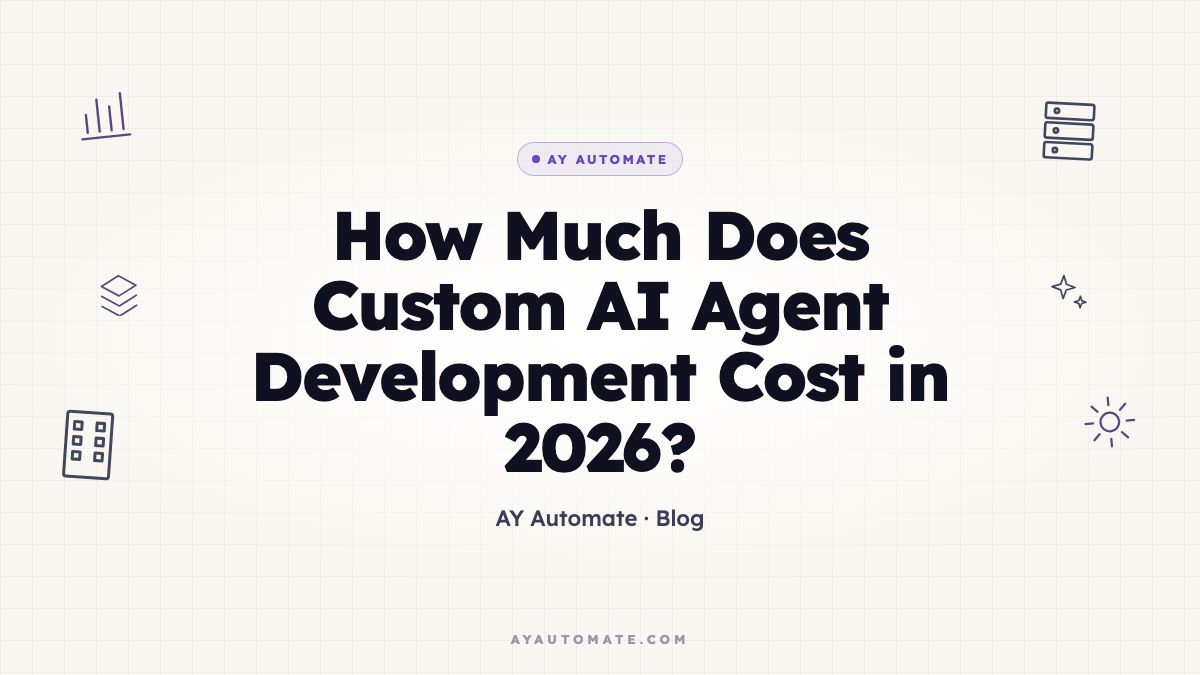 AY AUTOMATE
How Much Does
Custom AI Agent
Development Cost in
2026?
AY Automate · Blog
AYAUTOMATE.COM